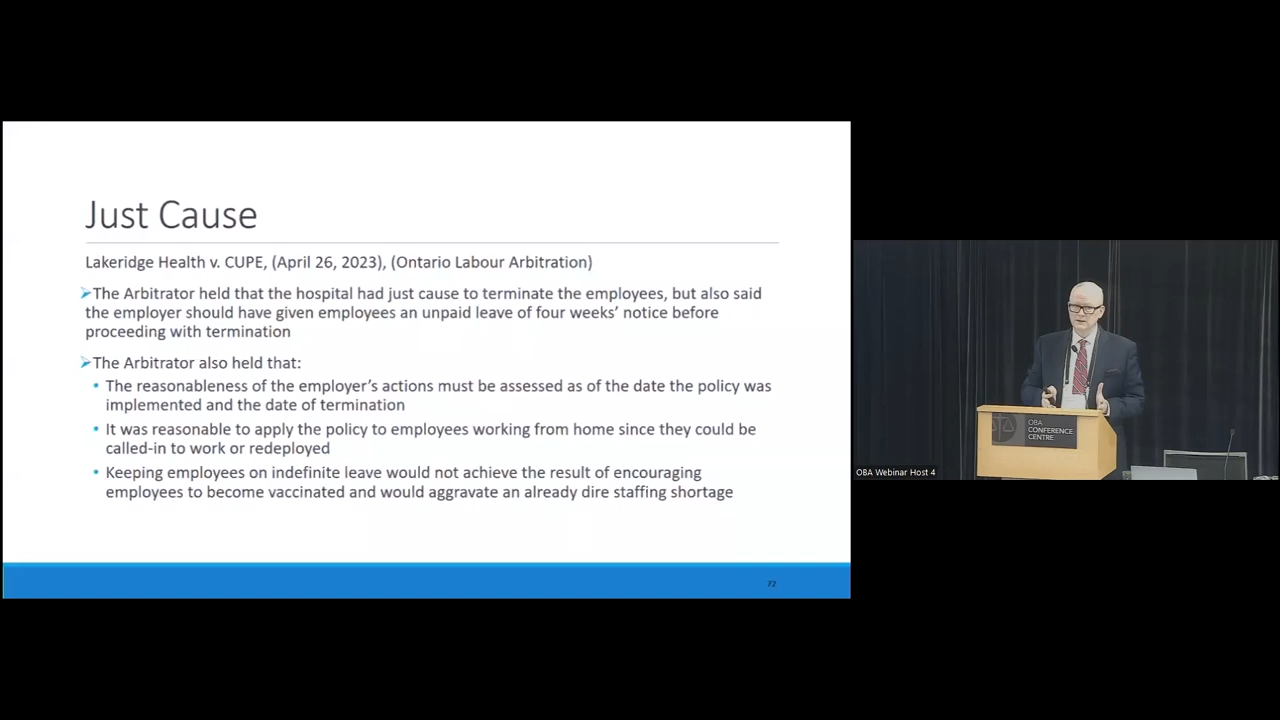 Just Cause
Lakeridge Health v. CUPE, (April 26, 2023), (Ontario Labour Arbitration)
➢The Arbitrator held that the hospital had just cause to terminate the employees, but also said
the employer should have given employees an unpaid leave of four weeks’ notice before
proceeding with termination
➢The Arbitrator also held that:
• The reasonableness of the employer’s actions must be assessed as of the date the policy was
implemented and the date of termination
• It was reasonable to apply the policy to employees working from home since they could be
called-in to work or redeployed
• Keeping employees on indefinite leave would not achieve the result of encouraging
employees to become vaccinated and would aggravate an already dire staffing shortage
72
OBA
CONFERENCE
CENTRE
OBA Webinar Host 4